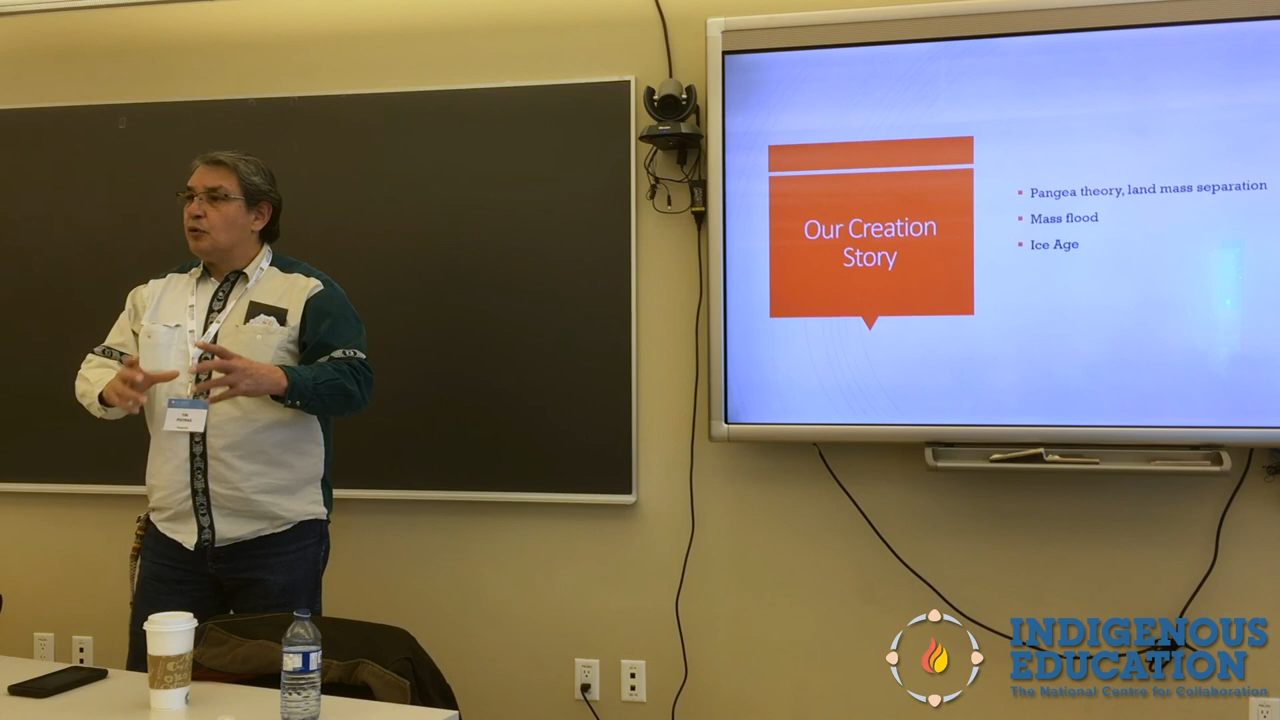 Our Creation
Story
▪ Pangea theory, land mass separation
▪ Mass flood
▪ Ice Age
TIM
INDIGENOUS
EDUCATION
The National Centre for Collaboration